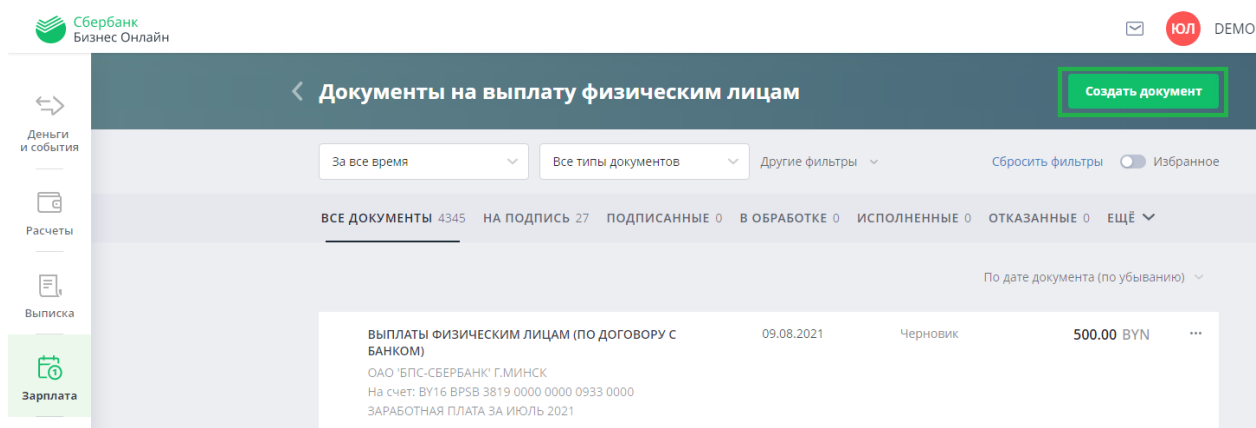 Сбербанк
Бизнес Онлайн
ЮЛ
DEMO
Документы на выплату физическим лицам
Создать документ
Деньги
и события
За все время
Все типы документов
Другие фильтры
Сбросить фильтры
Избранное
Расчеты
ВСЕ ДОКУМЕНТЫ 4345 НА ПОДПИСЬ 27 ПОДПИСАННЫЕ 0 В ОБРАБОТКЕ 0 ИСПОЛНЕННЫЕ 0 ОТКАЗАННЫЕ 0 ЕЩЁ
По дате документа (по убыванию)
Выписка
Зарплата
ВЫПЛАТЫ ФИЗИЧЕСКИМ ЛИЦАМ (ПО ДОГОВОРУ С
БАНКОМ)
09.08.2021
Черновик
500.00 BYN
ОАО 'БПС-СБЕРБАНК' Г.МИНСК
На счет: BY16 BPSB 3819 0000 0000 0933 0000
ЗАРАБОТНАЯ ПЛАТА ЗА ИЮЛЬ 2021